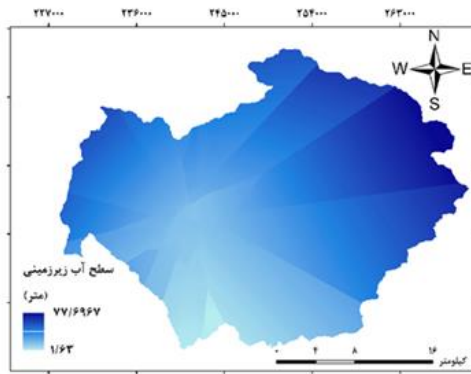 ۲۲۷۰۰۰ ۲۳۶۰۰۰ ۲۴۵۰۰۰ ۲۵۴۰۰۰ ۲۶۳۰۰۰
N
W E
S
سطح آب زیرزمینی
(متر)
۷۷/۶۹۶۷
۱/۶۳
۰ ۴ ۸ ۱۶
کیلومتر